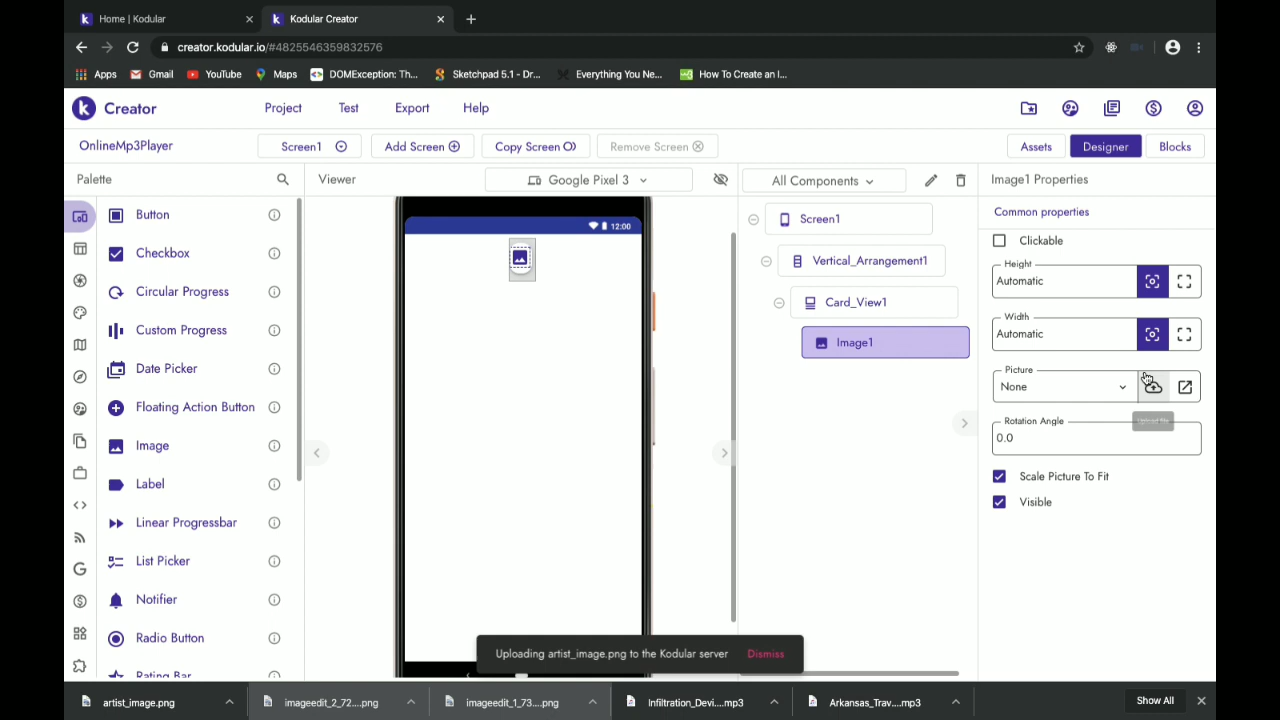 Home | Kodular
Kodular Creator
creator.kodular.io/#4825546359832576
Apps
Gmail
YouTube
Maps
DOMException: Th...
Sketchpad 5.1 - Dr...
Everything You Ne...
How To Create an I...
Creator
Project
Test
Export
Help
OnlineMp3Player
Screen1
Add Screen
Copy Screen
Remove Screen
Assets
Designer
Blocks
Palette
Viewer
Google Pixel 3
All Components
Image1 Properties
Button
Checkbox
Circular Progress
Custom Progress
Date Picker
Floating Action Button
Image
Label
Linear Progressbar
List Picker
Notifier
Radio Button
Rating Bar
12:00
Screen1
Vertical_Arrangement1
Card_View1
Image1
Common properties
Clickable
Height
Automatic
Width
Automatic
Picture
None
Upload file
Rotation Angle
0.0
Scale Picture To Fit
Visible
Uploading artist_image.png to the Kodular server
Dismiss
artist_image.png
imageedit_2_72....png
imageedit_1_73....png
Infiltration_Devi....mp3
Arkansas_Trav....mp3
Show All